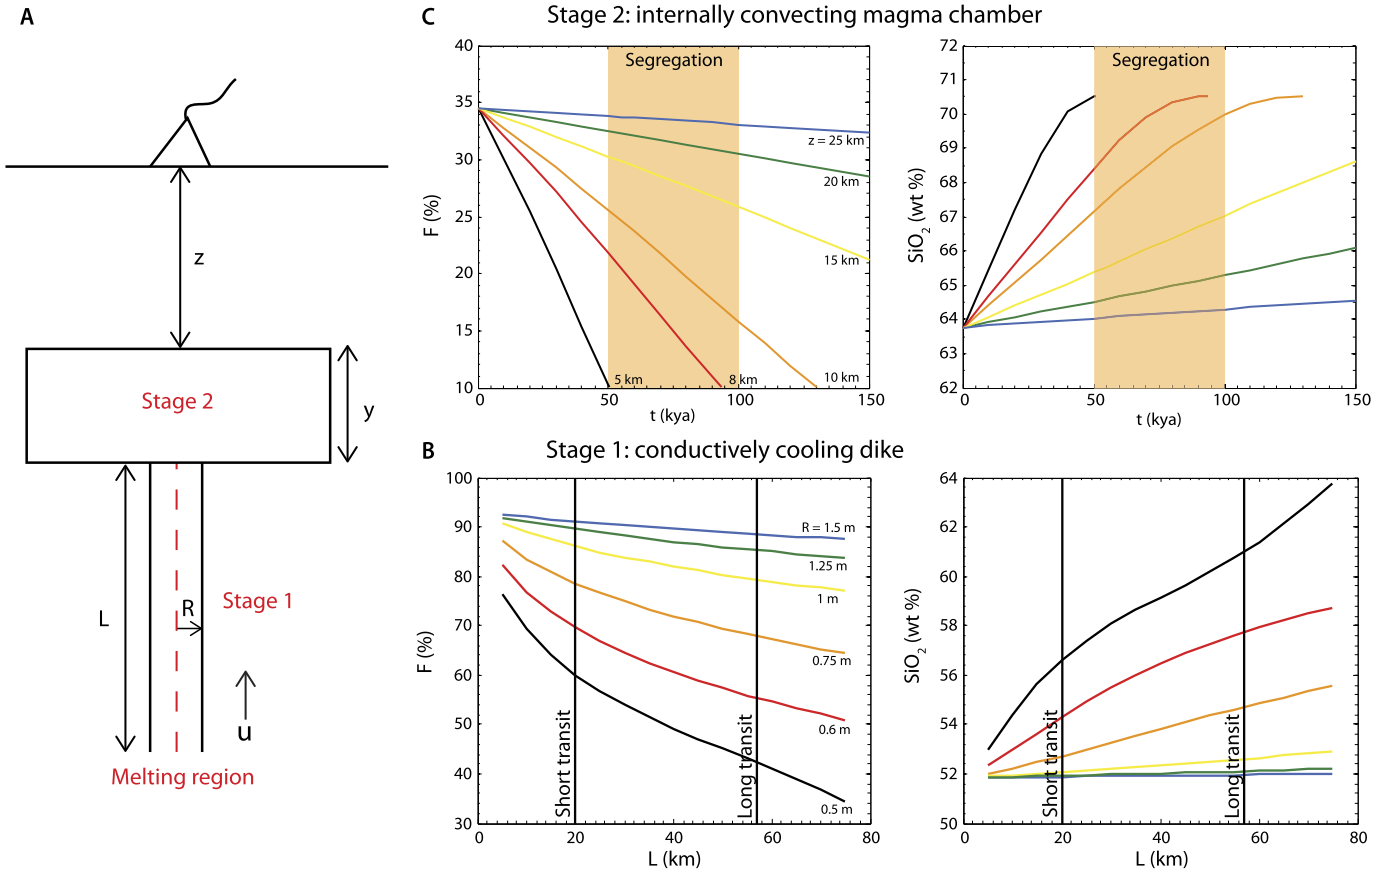 A
z
Stage 2
y
L
R
Stage 1
u
Melting region
C
Stage 2: internally convecting magma chamber
Segregation
z = 25 km
20 km
15 km
10 km
8 km
5 km
F (%)
40
35
30
25
20
15
10
0
50
100
150
t (kya)
Segregation
SiO2 (wt %)
72
71
70
69
68
67
66
65
64
63
62
0
50
100
150
t (kya)
B
Stage 1: conductively cooling dike
R = 1.5 m
1.25 m
1 m
0.75 m
0.6 m
0.5 m
Short transit
Long transit
F (%)
100
90
80
70
60
50
40
30
0
20
40
60
80
L (km)
Short transit
Long transit
SiO2 (wt %)
64
62
60
58
56
54
52
50
0
20
40
60
80
L (km)